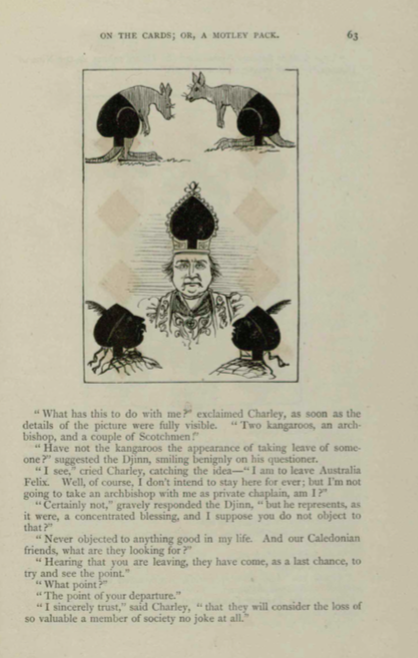 ON THE CARDS; OR, A MOTLEY PACK. 63
"What has this to do with me?" exclaimed Charley, as soon as the
details of the picture were fully visible. "Two kangaroos, an arch-
bishop, and a couple of Scotchmen!"
"Have not the kangaroos the appearance of taking leave of some-
one?" suggested the Djinn, smiling benignly on his questioner.
"I see," cried Charley, catching the idea—"I am to leave Australia
Felix. Well, of course, I don't intend to stay here for ever; but I'm not
going to take an archbishop with me as private chaplain, am I?"
"Certainly not," gravely responded the Djinn, "but he represents, as
it were, a concentrated blessing, and I suppose you do not object to
that?"
"Never objected to anything good in my life. And our Caledonian
friends, what are they looking for?"
"Hearing that you are leaving, they have come, as a last chance, to
try and see the point."
"What point?"
"The point of your departure."
"I sincerely trust," said Charley, "that they will consider the loss of
so valuable a member of society no joke at all."